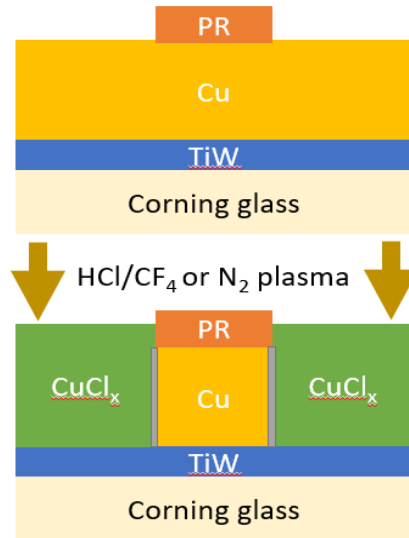 PR
Cu
TiW
Corning glass
HCl/CF₄ or N₂ plasma
PR
CuClₓ Cu CuClₓ
TiW
Corning glass